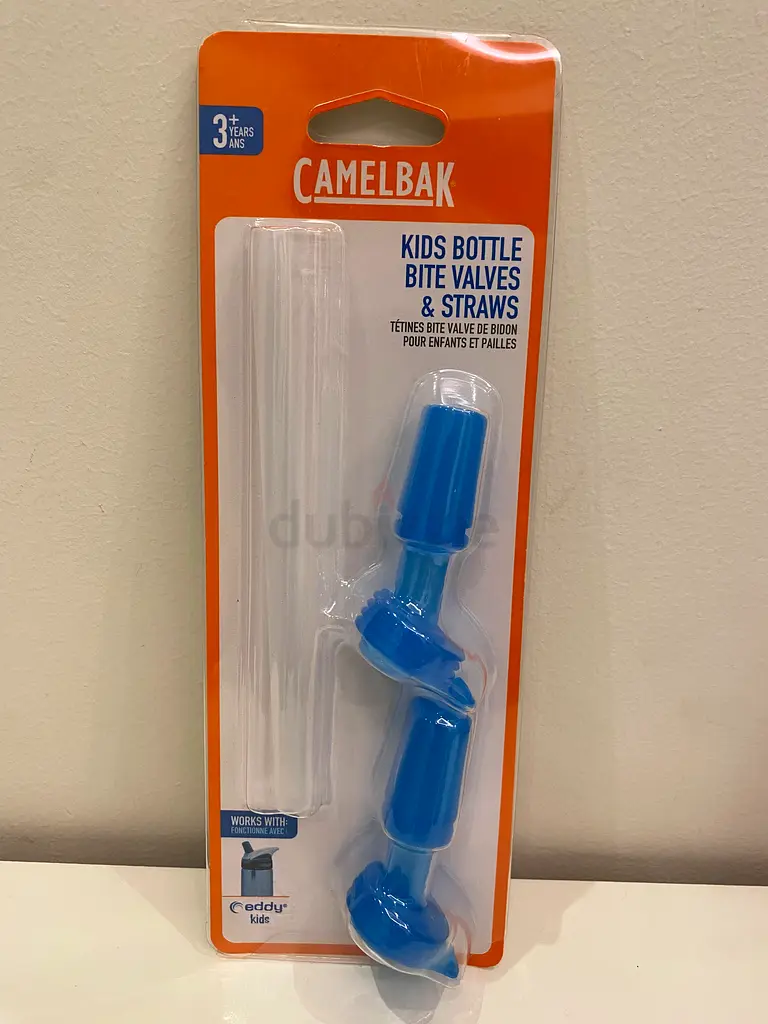 3+
YEARS
ANS
CAMELBAK
KIDS BOTTLE
BITE VALVES
& STRAWS
TÉTINES BITE VALVE DE BIDON
POUR ENFANTS ET PAILLES
dubizzle
WORKS WITH:
FONCTIONNE AVEC :
eddy®
kids